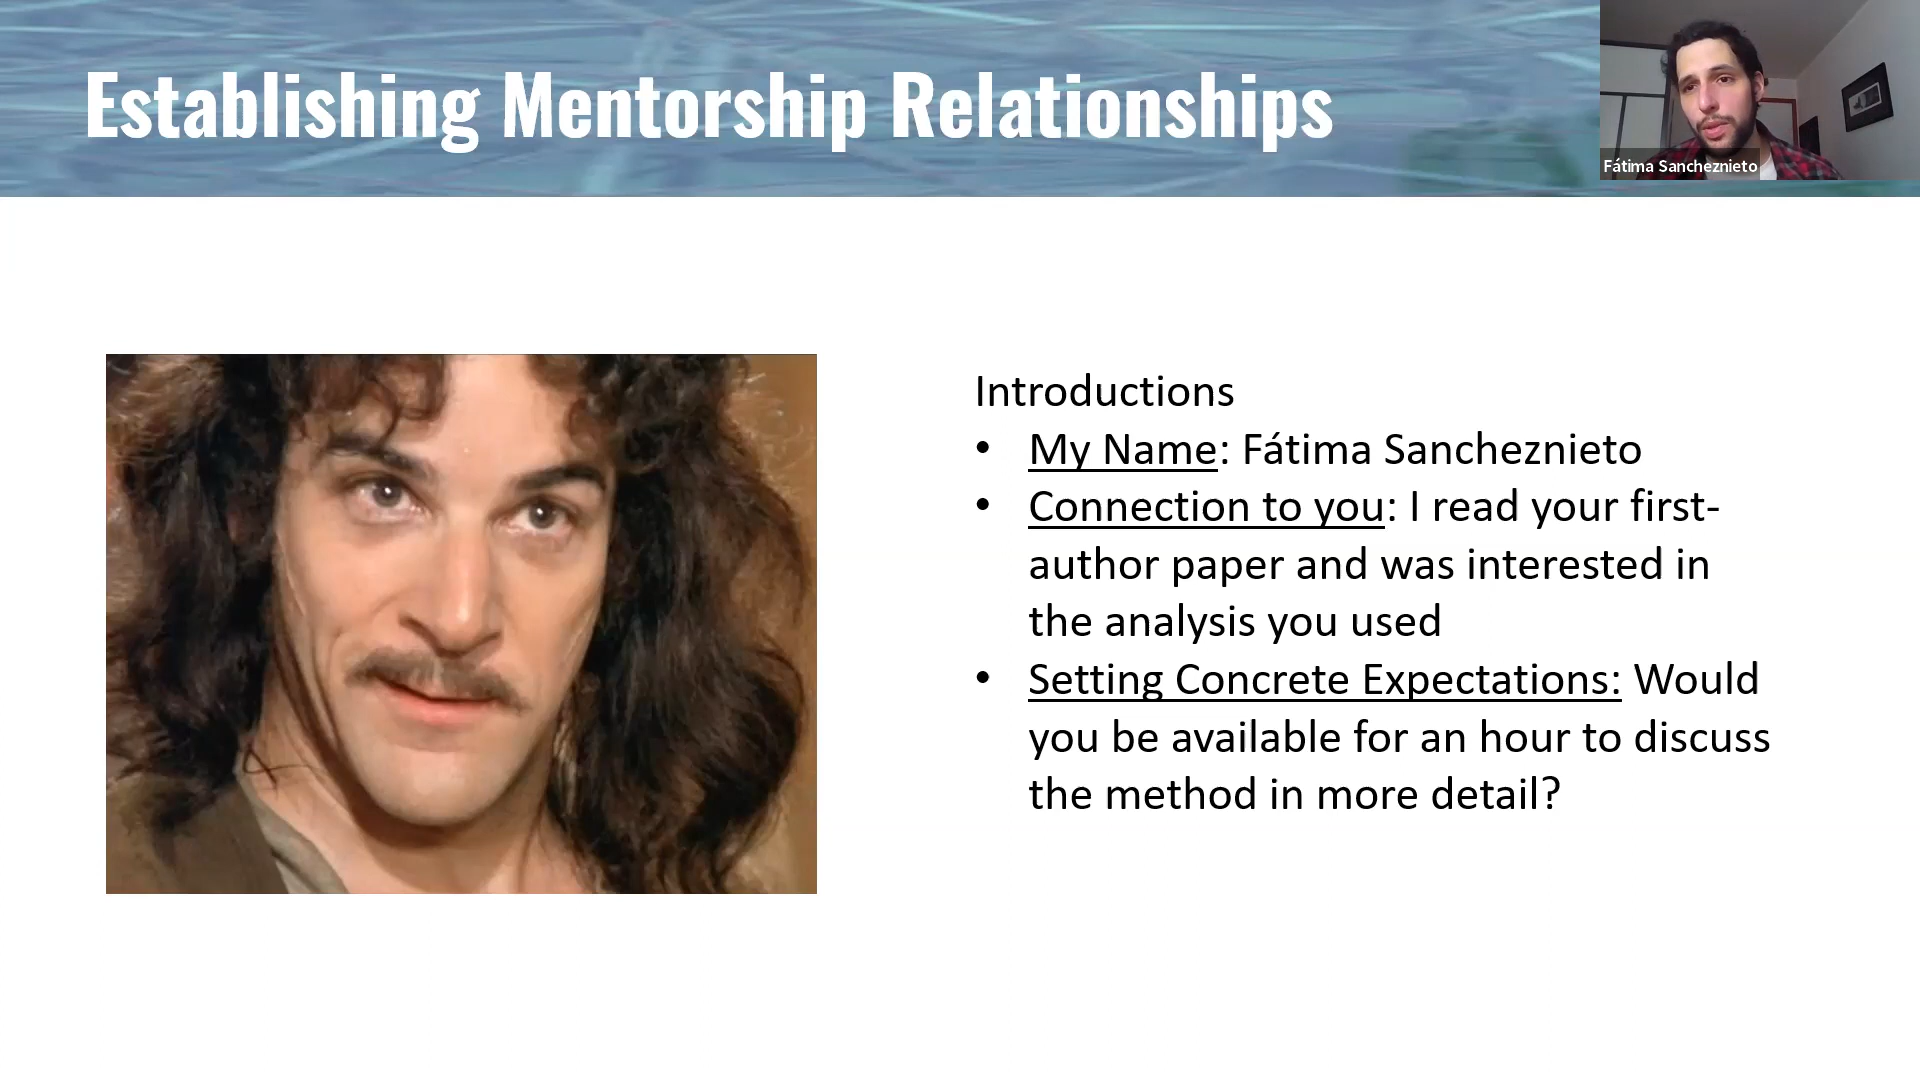 Establishing Mentorship Relationships
Fátima Sancheznieto
Introductions
• My Name: Fátima Sancheznieto
• Connection to you: I read your first-
author paper and was interested in
the analysis you used
• Setting Concrete Expectations: Would
you be available for an hour to discuss
the method in more detail?